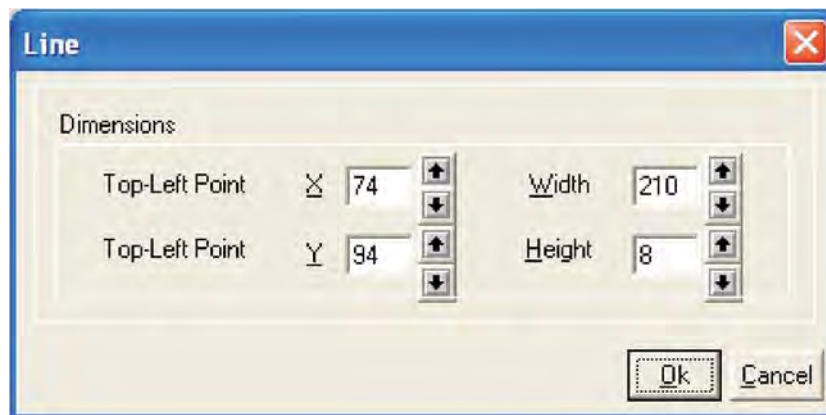 Line
Dimensions
Top-Left Point X 74 Width 210
Top-Left Point Y 94 Height 8
Ok Cancel